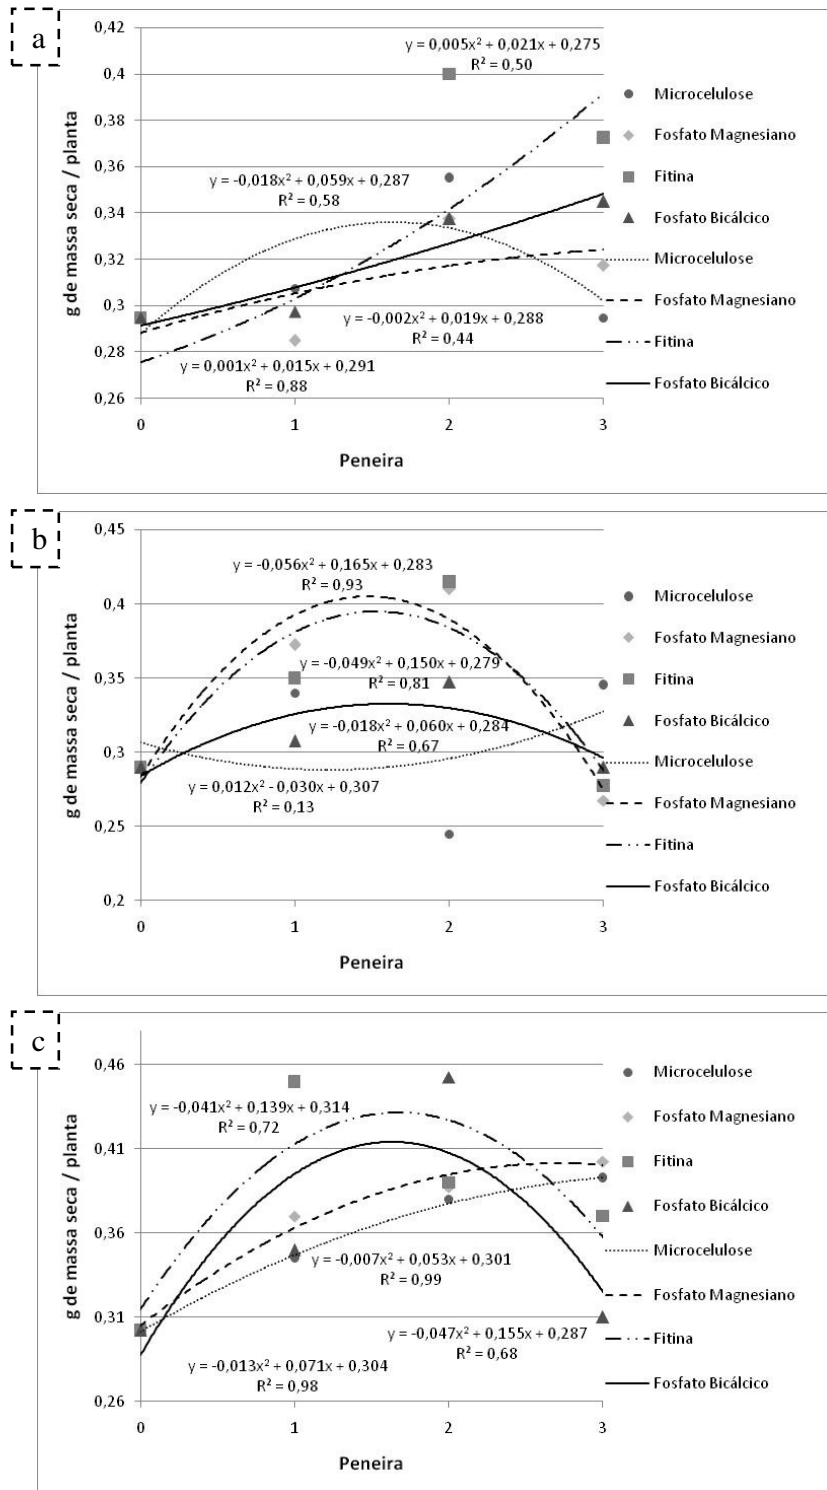 a
g de massa seca / planta
0,42
0,4
0,38
0,36
0,34
0,32
0,3
0,28
0,26
y = 0,005x² + 0,021x + 0,275
R² = 0,50
y = -0,018x² + 0,059x + 0,287
R² = 0,58
y = -0,002x² + 0,019x + 0,288
R² = 0,44
y = 0,001x² + 0,015x + 0,291
R² = 0,88
0 1 2 3
Peneira
Microcelulose
Fosfato Magnesiano
Fitina
Fosfato Bicálcico
Microcelulose
Fosfato Magnesiano
Fitina
Fosfato Bicálcico
b
g de massa seca / planta
0,45
0,4
0,35
0,3
0,25
0,2
y = -0,056x² + 0,165x + 0,283
R² = 0,93
y = -0,049x² + 0,150x + 0,279
R² = 0,81
y = -0,018x² + 0,060x + 0,284
R² = 0,67
y = 0,012x² - 0,030x + 0,307
R² = 0,13
0 1 2 3
Peneira
Microcelulose
Fosfato Magnesiano
Fitina
Fosfato Bicálcico
Microcelulose
Fosfato Magnesiano
Fitina
Fosfato Bicálcico
c
g de massa seca / planta
0,46
0,41
0,36
0,31
0,26
y = -0,041x² + 0,139x + 0,314
R² = 0,72
y = -0,007x² + 0,053x + 0,301
R² = 0,99
y = -0,047x² + 0,155x + 0,287
R² = 0,68
y = -0,013x² + 0,071x + 0,304
R² = 0,98
0 1 2 3
Peneira
Microcelulose
Fosfato Magnesiano
Fitina
Fosfato Bicálcico
Microcelulose
Fosfato Magnesiano
Fitina
Fosfato Bicálcico